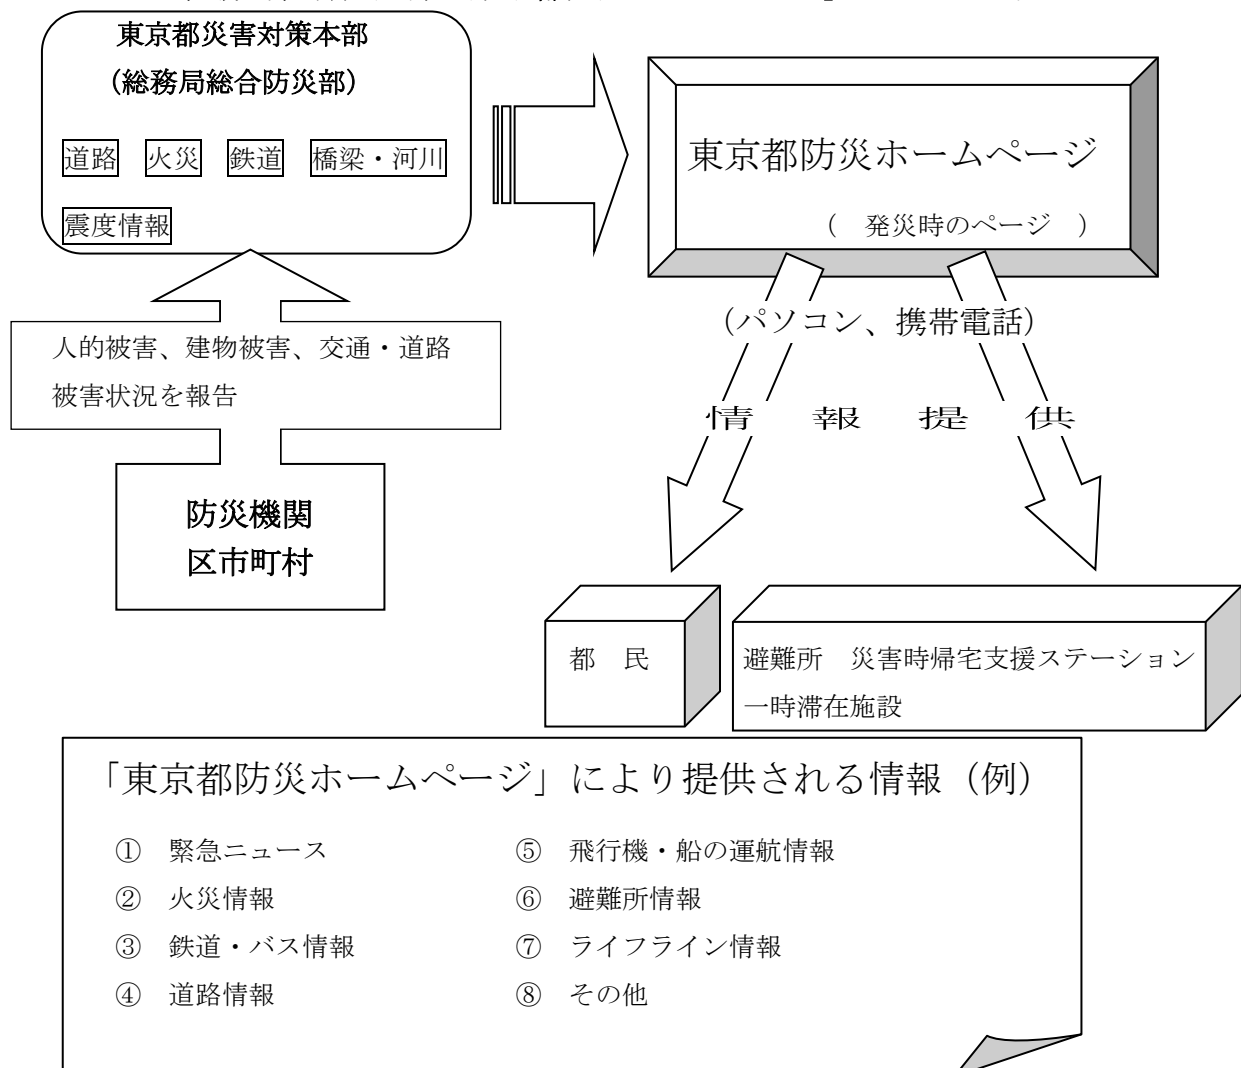 東京都災害対策本部
（総務局総合防災部）
道路 火災 鉄道 橋梁・河川
震度情報
東京都防災ホームページ
（ 発災時のページ ）
人的被害、建物被害、交通・道路
被害状況を報告
防災機関
区市町村
（パソコン、携帯電話）
情 報 提 供
都 民
避難所 災害時帰宅支援ステーション
一時滞在施設
「東京都防災ホームページ」により提供される情報（例）
① 緊急ニュース
② 火災情報
③ 鉄道・バス情報
④ 道路情報
⑤ 飛行機・船の運航情報
⑥ 避難所情報
⑦ ライフライン情報
⑧ その他